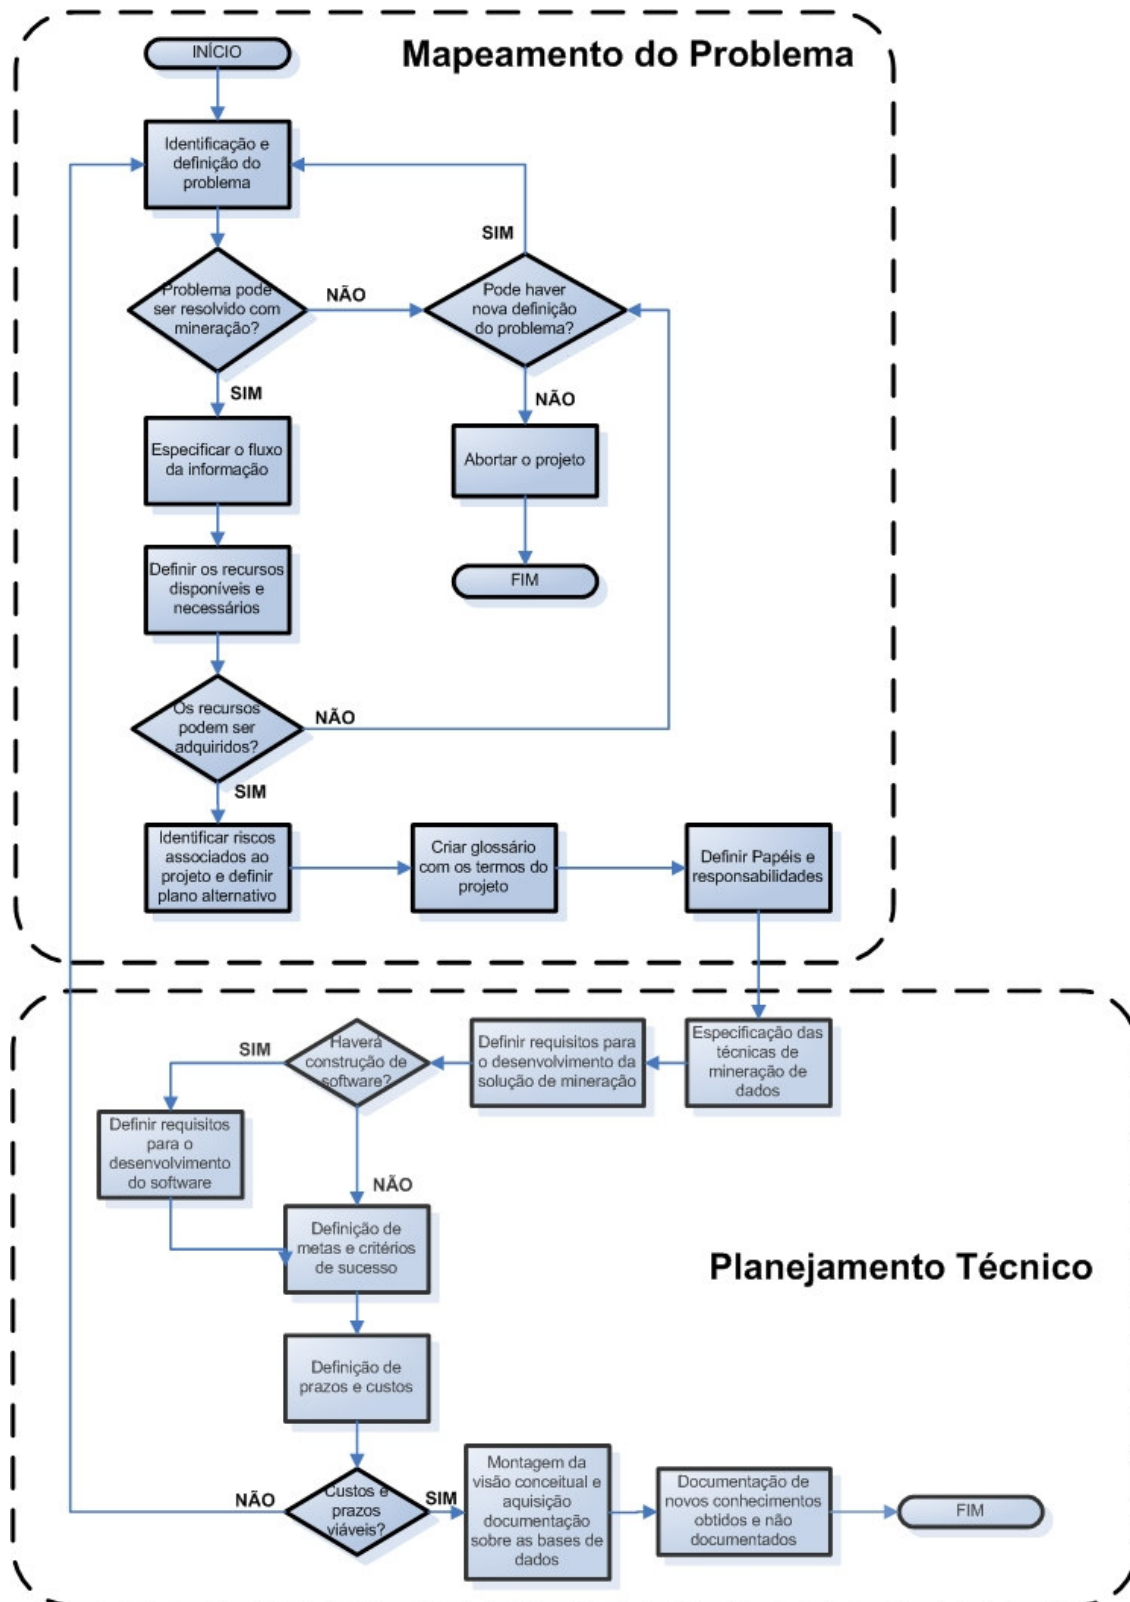 Mapeamento do Problema
INÍCIO
Identificação e
definição do
problema
SIM
Problema pode
ser resolvido com
mineração?
NÃO
Pode haver
nova definição
do problema?
SIM
NÃO
Especificar o fluxo
da informação
Abortar o projeto
Definir os recursos
disponíveis e
necessários
FIM
Os recursos
podem ser
adquiridos?
NÃO
SIM
Identificar riscos
associados ao
projeto e definir
plano alternativo
Criar glossário
com os termos do
projeto
Definir Papéis e
responsabilidades
Especificação das
técnicas de
mineração de
dados
Definir requisitos para
o desenvolvimento da
solução de mineração
Haverá
construção de
software?
SIM
Definir requisitos
para o
desenvolvimento
do software
NÃO
Definição de
metas e critérios
de sucesso
Planejamento Técnico
Definição de
prazos e custos
Custos e
prazos
viáveis?
NÃO
SIM
Montagem da
visão conceitual e
aquisição
documentação
sobre as bases de
dados
Documentação de
novos conhecimentos
obtidos e não
documentados
FIM